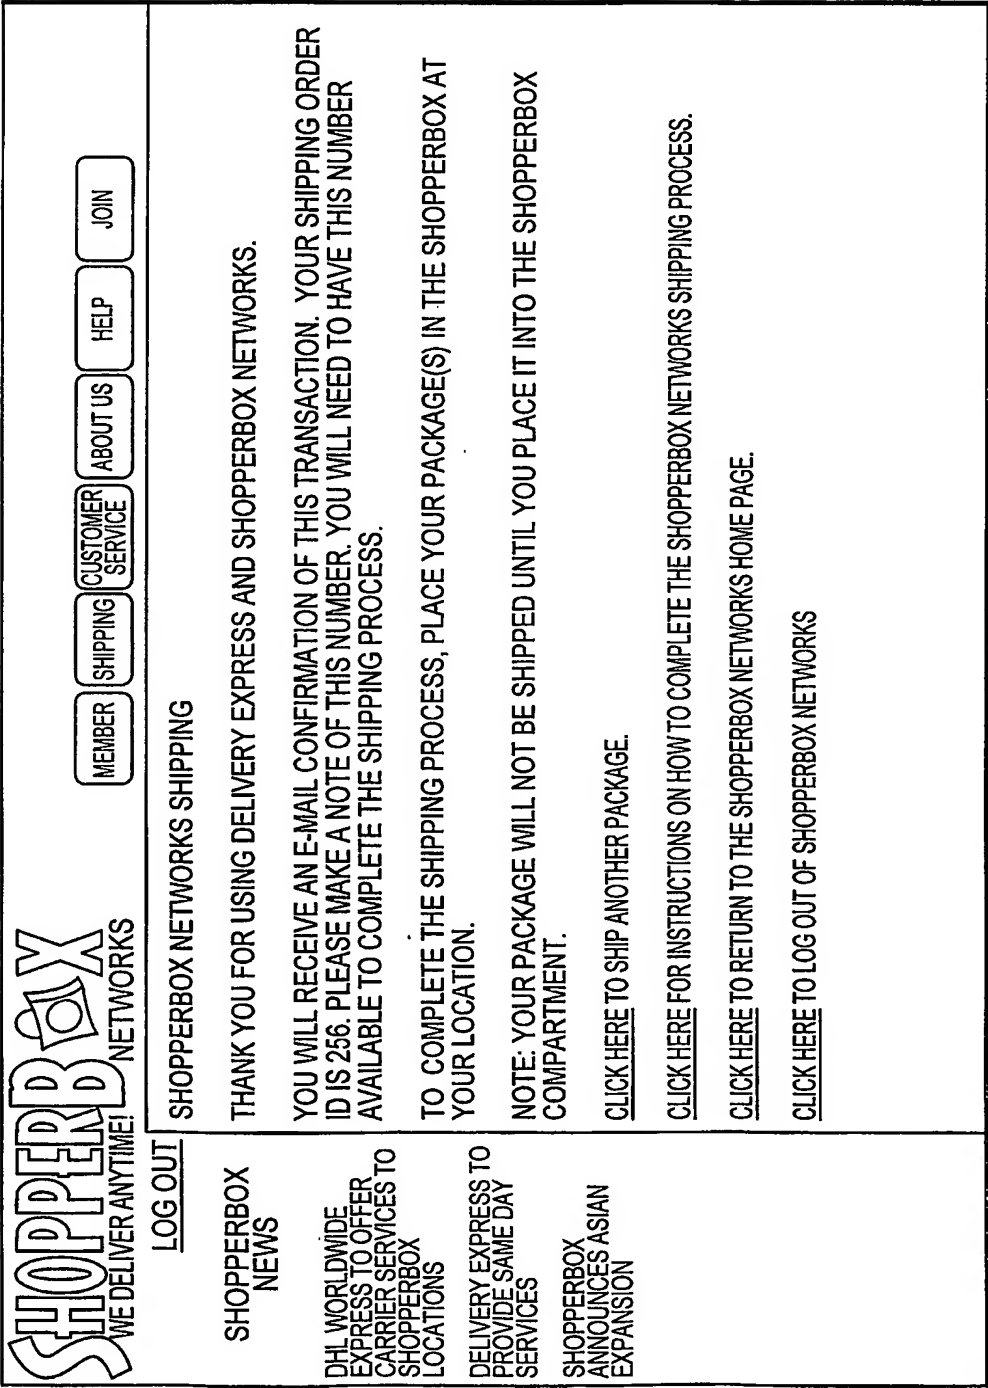 SHOPPERBOX
WE DELIVER ANYTIME! NETWORKS
MEMBER
SHIPPING
CUSTOMER
SERVICE
ABOUT US
HELP
JOIN
LOG OUT
SHOPPERBOX
NEWS
DHL WORLDWIDE
EXPRESS TO OFFER
CARRIER SERVICES TO
SHOPPERBOX
LOCATIONS
DELIVERY EXPRESS TO
PROVIDE SAME DAY
SERVICES
SHOPPERBOX
ANNOUNCES ASIAN
EXPANSION
SHOPPERBOX NETWORKS SHIPPING
THANK YOU FOR USING DELIVERY EXPRESS AND SHOPPERBOX NETWORKS.
YOU WILL RECEIVE AN E-MAIL CONFIRMATION OF THIS TRANSACTION. YOUR SHIPPING ORDER
ID IS 256. PLEASE MAKE A NOTE OF THIS NUMBER. YOU WILL NEED TO HAVE THIS NUMBER
AVAILABLE TO COMPLETE THE SHIPPING PROCESS.
TO COMPLETE THE SHIPPING PROCESS, PLACE YOUR PACKAGE(S) IN THE SHOPPERBOX AT
YOUR LOCATION.
NOTE: YOUR PACKAGE WILL NOT BE SHIPPED UNTIL YOU PLACE IT INTO THE SHOPPERBOX
COMPARTMENT.
CLICK HERE TO SHIP ANOTHER PACKAGE.
CLICK HERE FOR INSTRUCTIONS ON HOW TO COMPLETE THE SHOPPERBOX NETWORKS SHIPPING PROCESS.
CLICK HERE TO RETURN TO THE SHOPPERBOX NETWORKS HOME PAGE.
CLICK HERE TO LOG OUT OF SHOPPERBOX NETWORKS